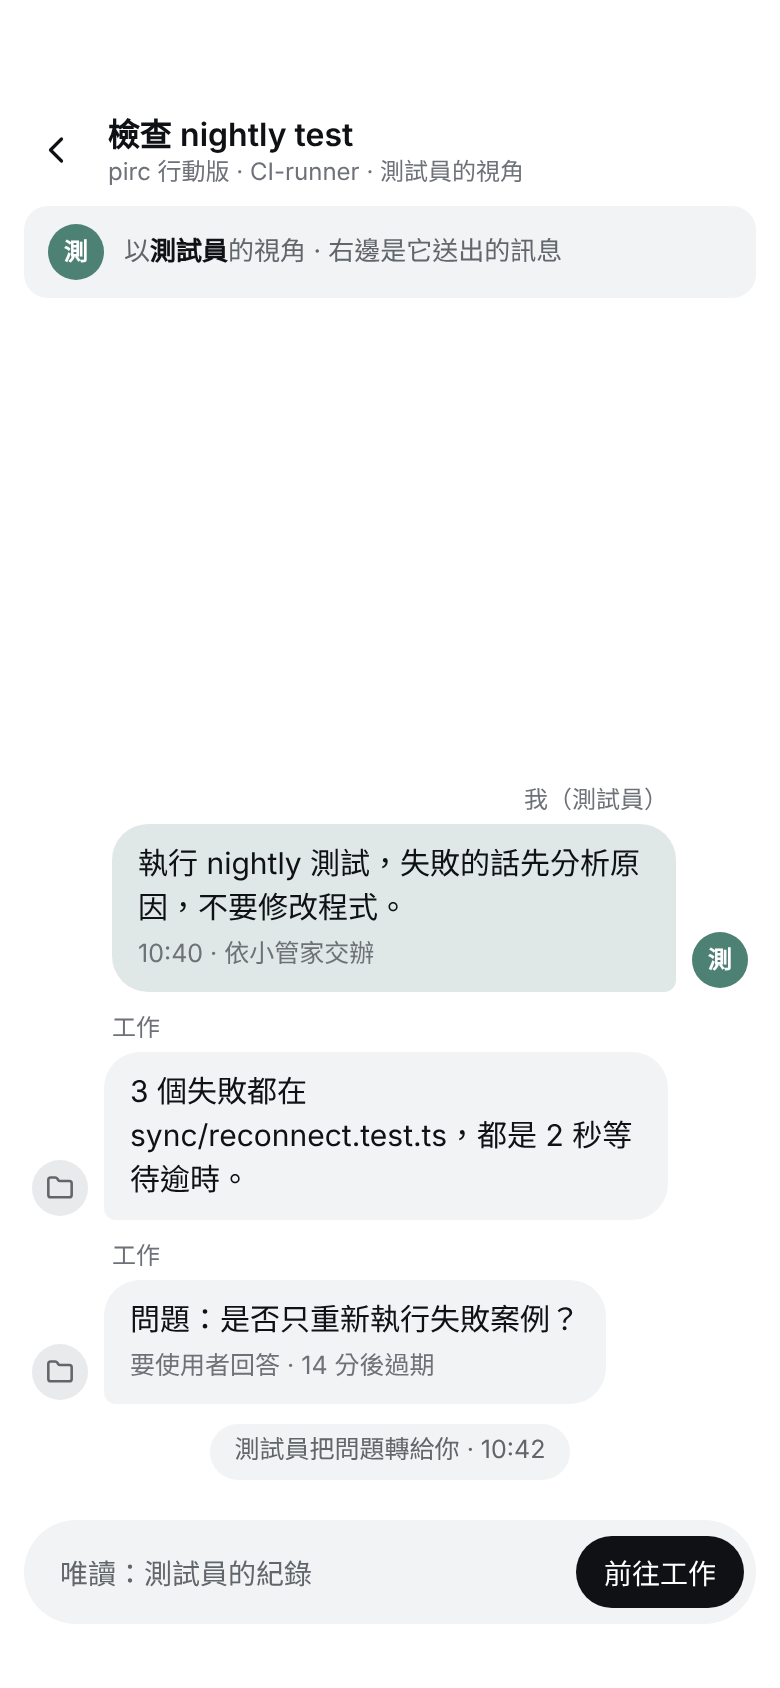 檢查 nightly test
pirc 行動版 · CI-runner · 測試員的視角
測 以測試員的視角 · 右邊是它送出的訊息
我（測試員）
執行 nightly 測試，失敗的話先分析原
因，不要修改程式。
10:40 · 依小管家交辦
測
工作
3 個失敗都在
sync/reconnect.test.ts，都是 2 秒等
待逾時。
工作
問題：是否只重新執行失敗案例？
要使用者回答 · 14 分後過期
測試員把問題轉給你 · 10:42
唯讀：測試員的紀錄 前往工作